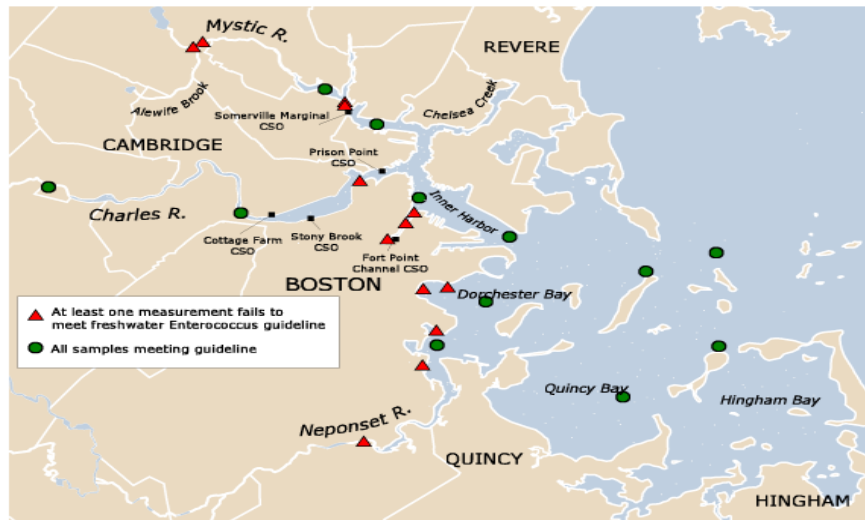 Mystic R.
REVERE
Alewife Brook
Somerville Marginal
CSO
Chelsea Creek
CAMBRIDGE
Prison Point
CSO
Charles R.
Inner Harbor
Cottage Farm
CSO
Stony Brook
CSO
Fort Point
Channel CSO
BOSTON
Dorchester Bay
At least one measurement fails to
meet freshwater Enterococcus guideline
All samples meeting guideline
Quincy Bay
Hingham Bay
Neponset R.
QUINCY
HINGHAM